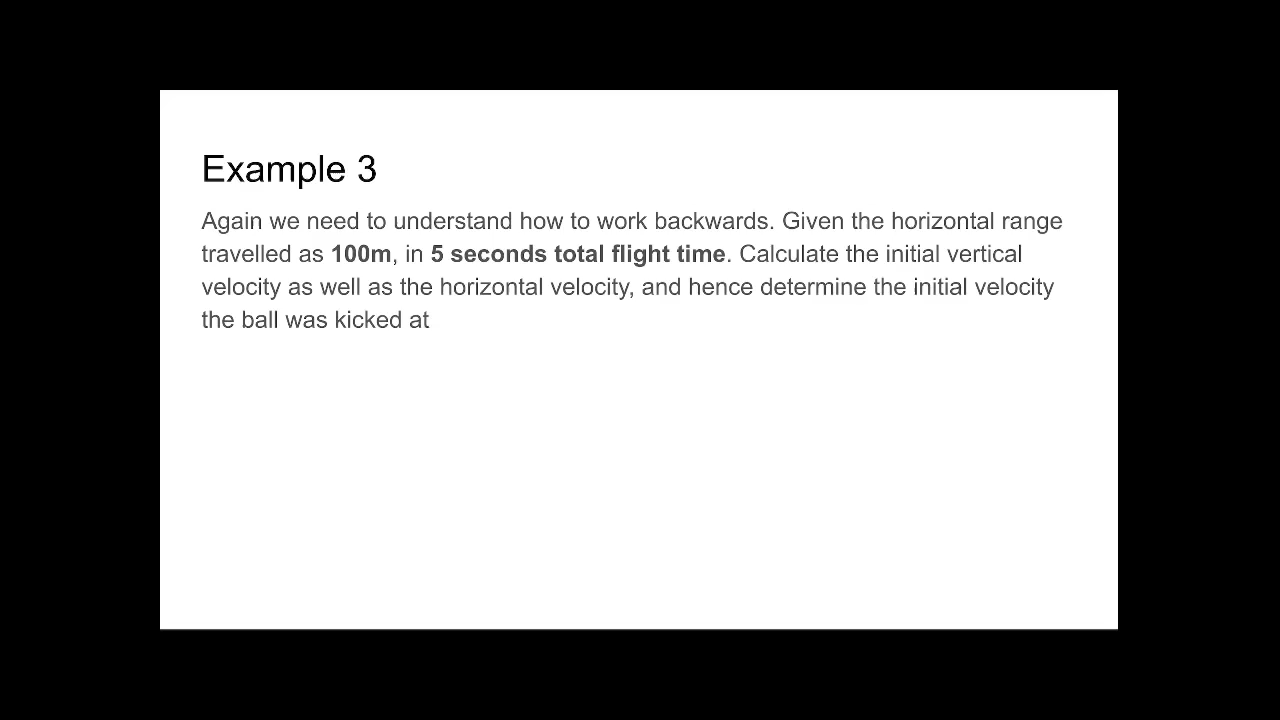 Example 3
Again we need to understand how to work backwards. Given the horizontal range
travelled as 100m, in 5 seconds total flight time. Calculate the initial vertical
velocity as well as the horizontal velocity, and hence determine the initial velocity
the ball was kicked at